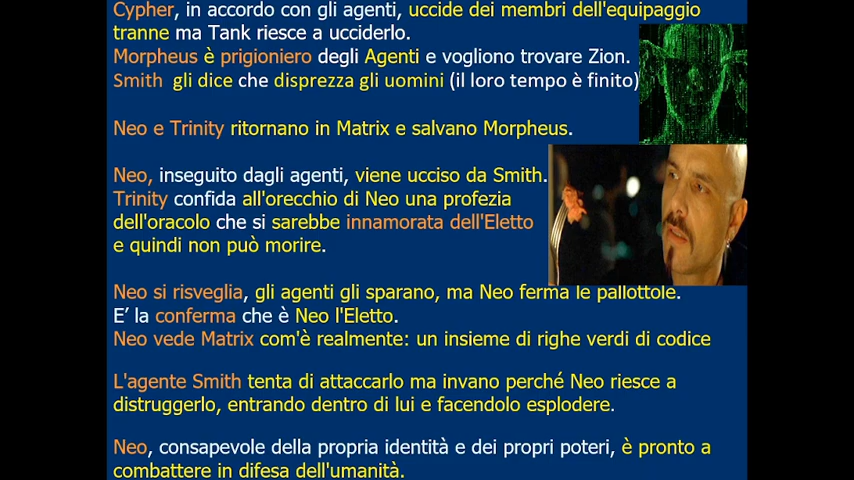 Cypher, in accordo con gli agenti, uccide dei membri dell'equipaggio
tranne ma Tank riesce a ucciderlo.
Morpheus è prigioniero degli Agenti e vogliono trovare Zion.
Smith gli dice che disprezza gli uomini (il loro tempo è finito)
Neo e Trinity ritornano in Matrix e salvano Morpheus.
Neo, inseguito dagli agenti, viene ucciso da Smith.
Trinity confida all'orecchio di Neo una profezia
dell'oracolo che si sarebbe innamorata dell'Eletto
e quindi non può morire.
Neo si risveglia, gli agenti gli sparano, ma Neo ferma le pallottole.
E’ la conferma che è Neo l'Eletto.
Neo vede Matrix com'è realmente: un insieme di righe verdi di codice
L'agente Smith tenta di attaccarlo ma invano perché Neo riesce a
distruggerlo, entrando dentro di lui e facendolo esplodere.
Neo, consapevole della propria identità e dei propri poteri, è pronto a
combattere in difesa dell'umanità.